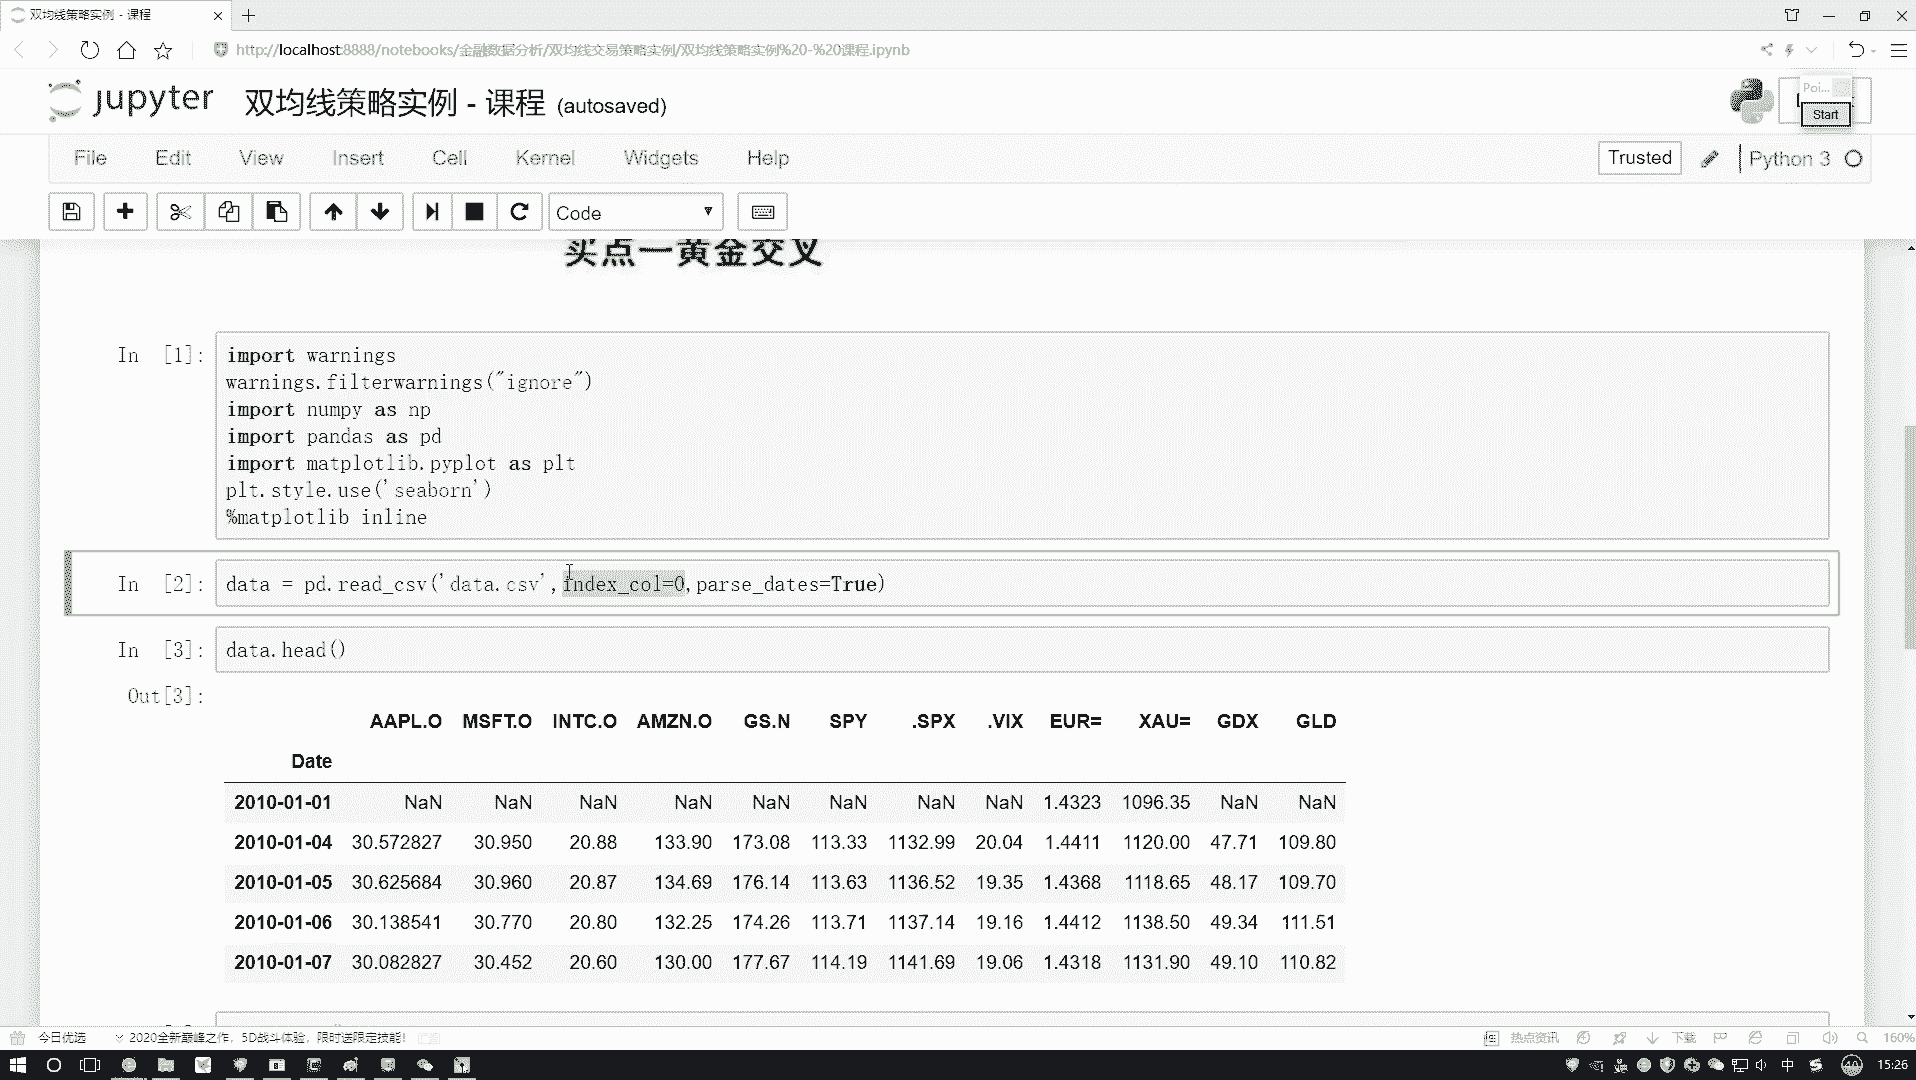 双均线策略实例 - 课程
http://localhost:8888/notebooks/金融数据分析/双均线交易策略实例/双均线策略实例%20-%20课程.ipynb
jupyter 双均线策略实例 - 课程 (autosaved)
Poi...
Start
File Edit View Insert Cell Kernel Widgets Help
Trusted Python 3
Code
买点一黄金交叉
In [1]:
import warnings
warnings.filterwarnings("ignore")
import numpy as np
import pandas as pd
import matplotlib.pyplot as plt
plt.style.use('seaborn')
%matplotlib inline
In [2]: data = pd.read_csv('data.csv',index_col=0,parse_dates=True)
In [3]: data.head()
Out[3]:
AAPL.O MSFT.O INTC.O AMZN.O GS.N SPY .SPX .VIX EUR= XAU= GDX GLD
Date
2010-01-01 NaN NaN NaN NaN NaN NaN NaN NaN 1.4323 1096.35 NaN NaN
2010-01-04 30.572827 30.950 20.88 133.90 173.08 113.33 1132.99 20.04 1.4411 1120.00 47.71 109.80
2010-01-05 30.625684 30.960 20.87 134.69 176.14 113.63 1136.52 19.35 1.4368 1118.65 48.17 109.70
2010-01-06 30.138541 30.770 20.80 132.25 174.26 113.71 1137.14 19.16 1.4412 1138.50 49.34 111.51
2010-01-07 30.082827 30.452 20.60 130.00 177.67 114.19 1141.69 19.06 1.4318 1131.90 49.10 110.82
今日优选 2020全新巅峰之作，5D战斗体验，限时送限定技能！ 热点资讯 下载 160%
中 15:26